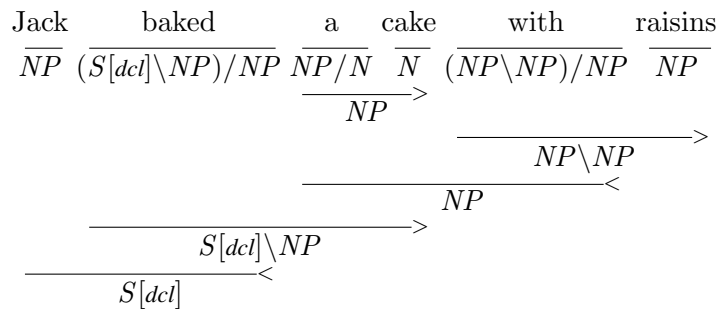 Jack baked a cake with raisins
NP (S[dcl]\NP)/NP NP/N N (NP\NP)/NP NP
>
NP
>
NP\NP
<
NP
>
S[dcl]\NP
<
S[dcl]